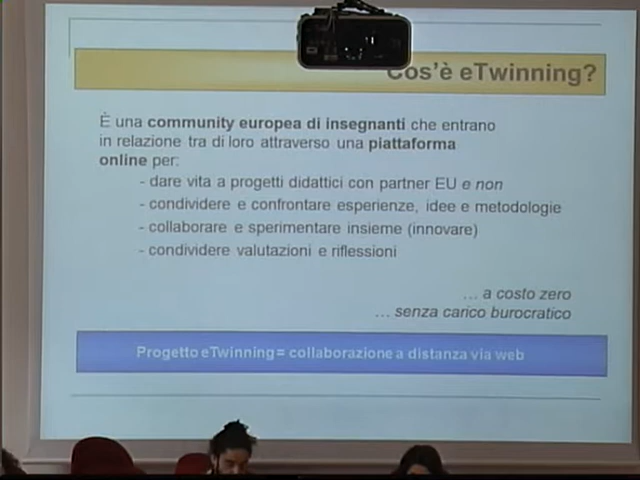 Cos'è eTwinning?
È una community europea di insegnanti che entrano
in relazione tra di loro attraverso una piattaforma
online per:
- dare vita a progetti didattici con partner EU e non
- condividere e confrontare esperienze, idee e metodologie
- collaborare e sperimentare insieme (innovare)
- condividere valutazioni e riflessioni
... a costo zero
... senza carico burocratico
Progetto eTwinning = collaborazione a distanza via web